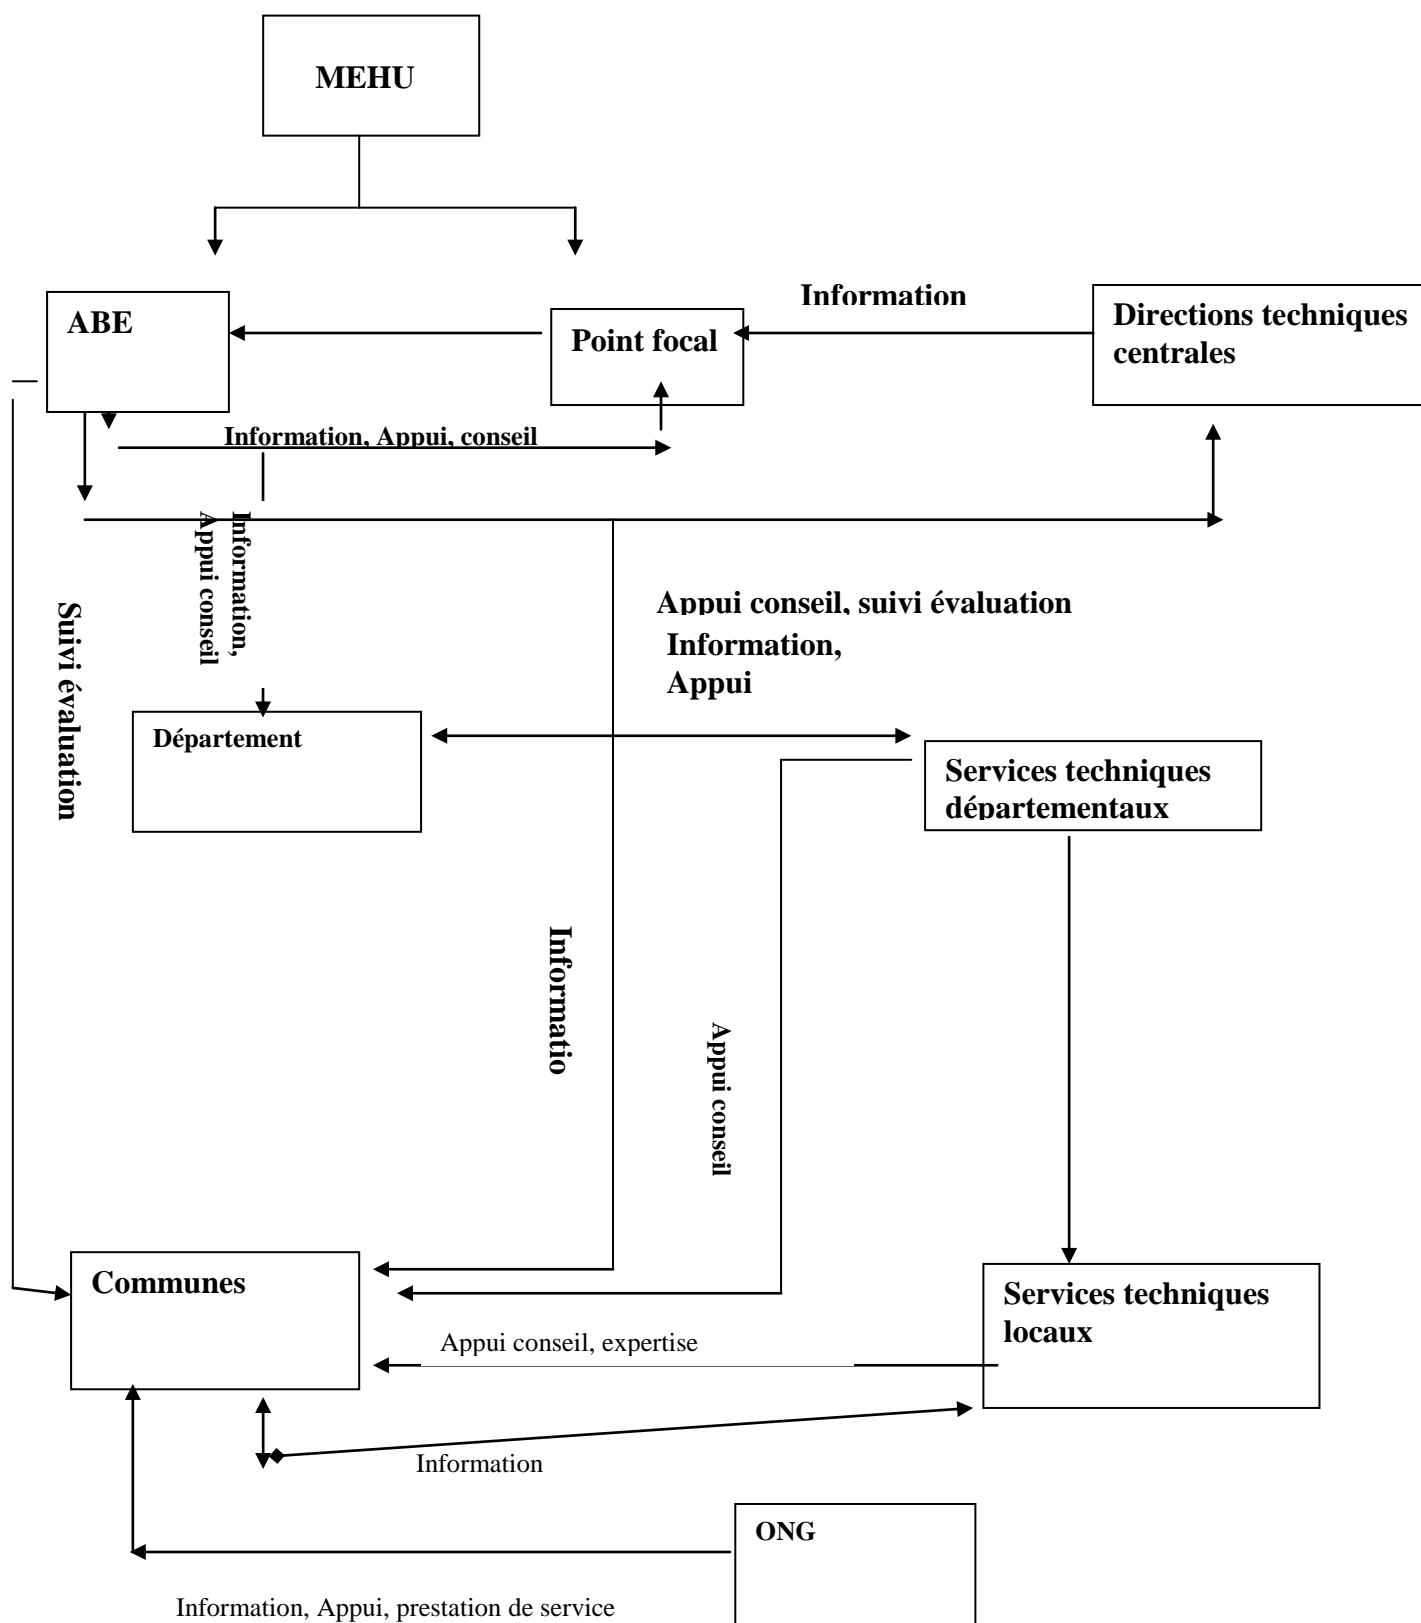 MEHU
Information
ABE
Point focal
Directions techniques
centrales
Information, Appui, conseil
Information,
Appui conseil
Suivi évaluation
Appui conseil, suivi évaluation
Information,
Appui
Département
Services techniques
départementaux
Informatio
Appui conseil
Communes
Services techniques
locaux
Appui conseil, expertise
Information
ONG
Information, Appui, prestation de service